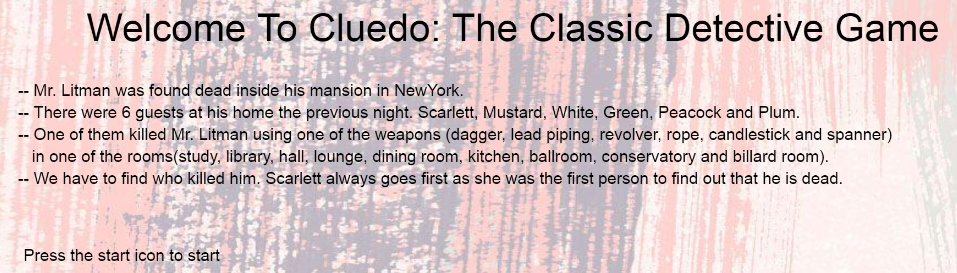 Welcome To Cluedo: The Classic Detective Game
-- Mr. Litman was found dead inside his mansion in NewYork.
-- There were 6 guests at his home the previous night. Scarlett, Mustard, White, Green, Peacock and Plum.
-- One of them killed Mr. Litman using one of the weapons (dagger, lead piping, revolver, rope, candlestick and spanner)
in one of the rooms(study, library, hall, lounge, dining room, kitchen, ballroom, conservatory and billard room).
-- We have to find who killed him. Scarlett always goes first as she was the first person to find out that he is dead.
Press the start icon to start